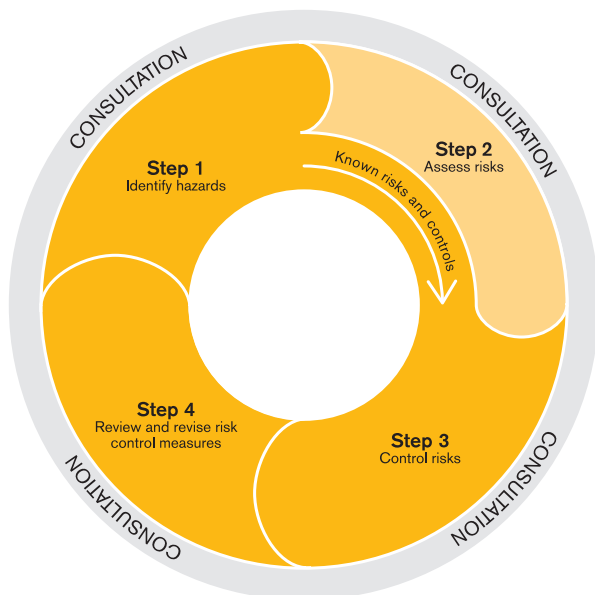 CONSULTATION
CONSULTATION
Step 1
Identify hazards
Step 2
Assess risks
Known risks and controls
Step 3
Control risks
Step 4
Review and revise risk
control measures
CONSULTATION
CONSULTATION